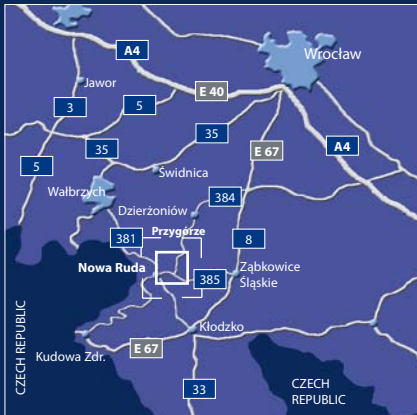 A4
Wrocław
Jawor
E 40
3
5
35
A4
5
35
E 67
Świdnica
Wałbrzych
384
Dzierżoniów
381
Przygórze
8
Nowa Ruda
385
Ząbkowice
Śląskie
CZECH REPUBLIC
Kłodzko
Kudowa Zdr.
E 67
33
CZECH
REPUBLIC